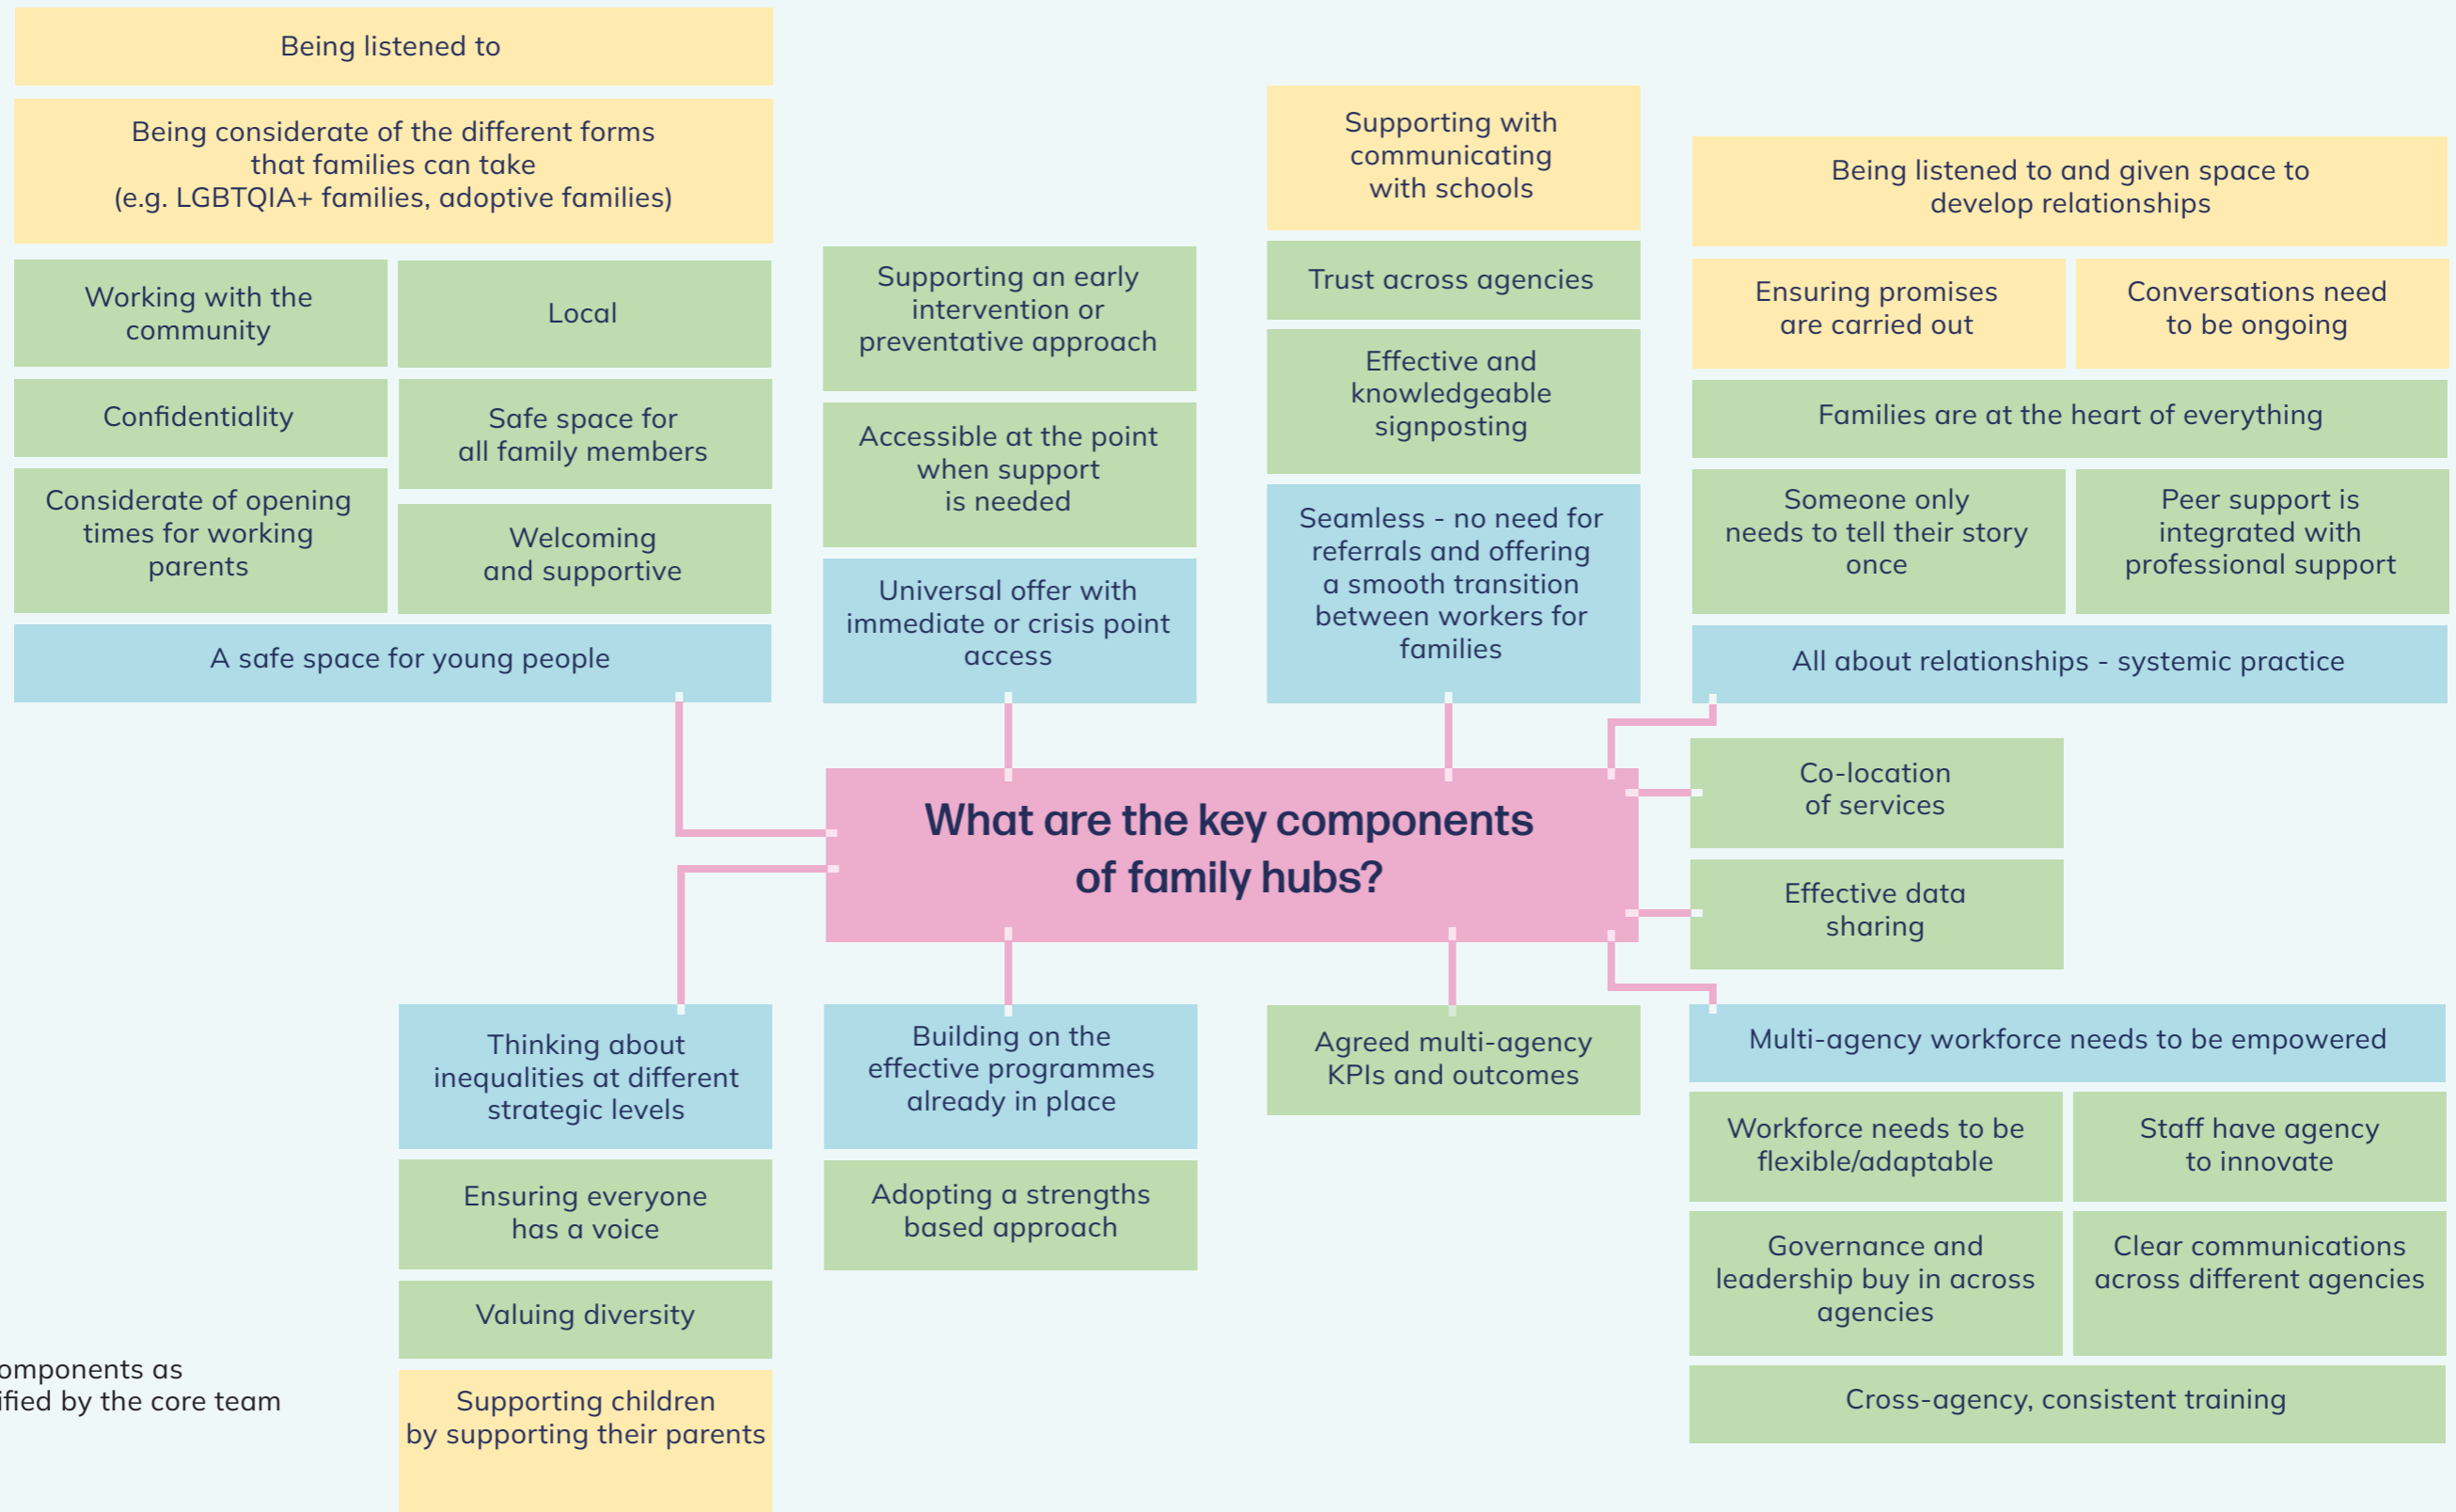 Being listened to
Being considerate of the different forms
that families can take
(e.g. LGBTQIA+ families, adoptive families)
Working with the
community
Local
Confidentiality
Safe space for
all family members
Considerate of opening
times for working
parents
Welcoming
and supportive
A safe space for young people
Supporting an early
intervention or
preventative approach
Accessible at the point
when support
is needed
Universal offer with
immediate or crisis point
access
Supporting with
communicating
with schools
Trust across agencies
Effective and
knowledgeable
signposting
Seamless - no need for
referrals and offering
a smooth transition
between workers for
families
Being listened to and given space to
develop relationships
Ensuring promises
are carried out
Conversations need
to be ongoing
Families are at the heart of everything
Someone only
needs to tell their story
once
Peer support is
integrated with
professional support
All about relationships - systemic practice
What are the key components
of family hubs?
Co-location
of services
Effective data
sharing
Thinking about
inequalities at different
strategic levels
Ensuring everyone
has a voice
Valuing diversity
Supporting children
by supporting their parents
Building on the
effective programmes
already in place
Adopting a strengths
based approach
Agreed multi-agency
KPIs and outcomes
Multi-agency workforce needs to be empowered
Workforce needs to be
flexible/adaptable
Staff have agency
to innovate
Governance and
leadership buy in across
agencies
Clear communications
across different agencies
Cross-agency, consistent training
omponents as
ified by the core team